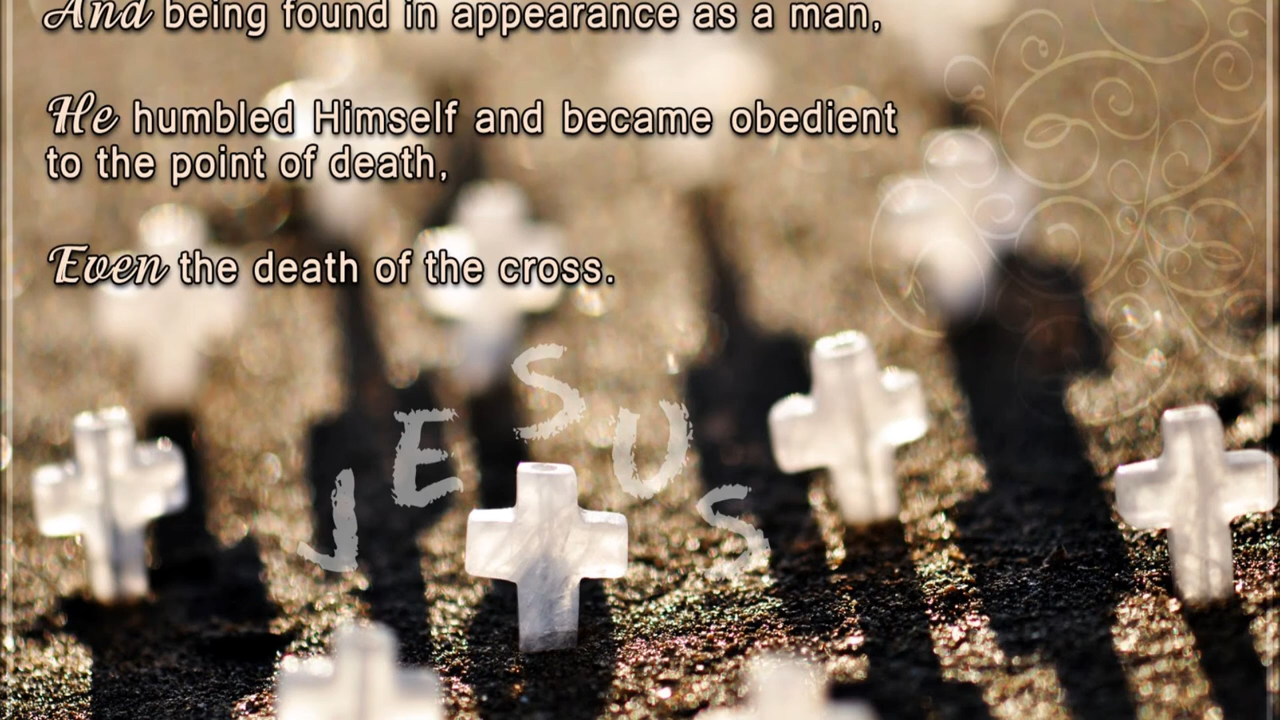 And being found in appearance as a man,
He humbled Himself and became obedient
to the point of death,
Even the death of the cross.
JESUS